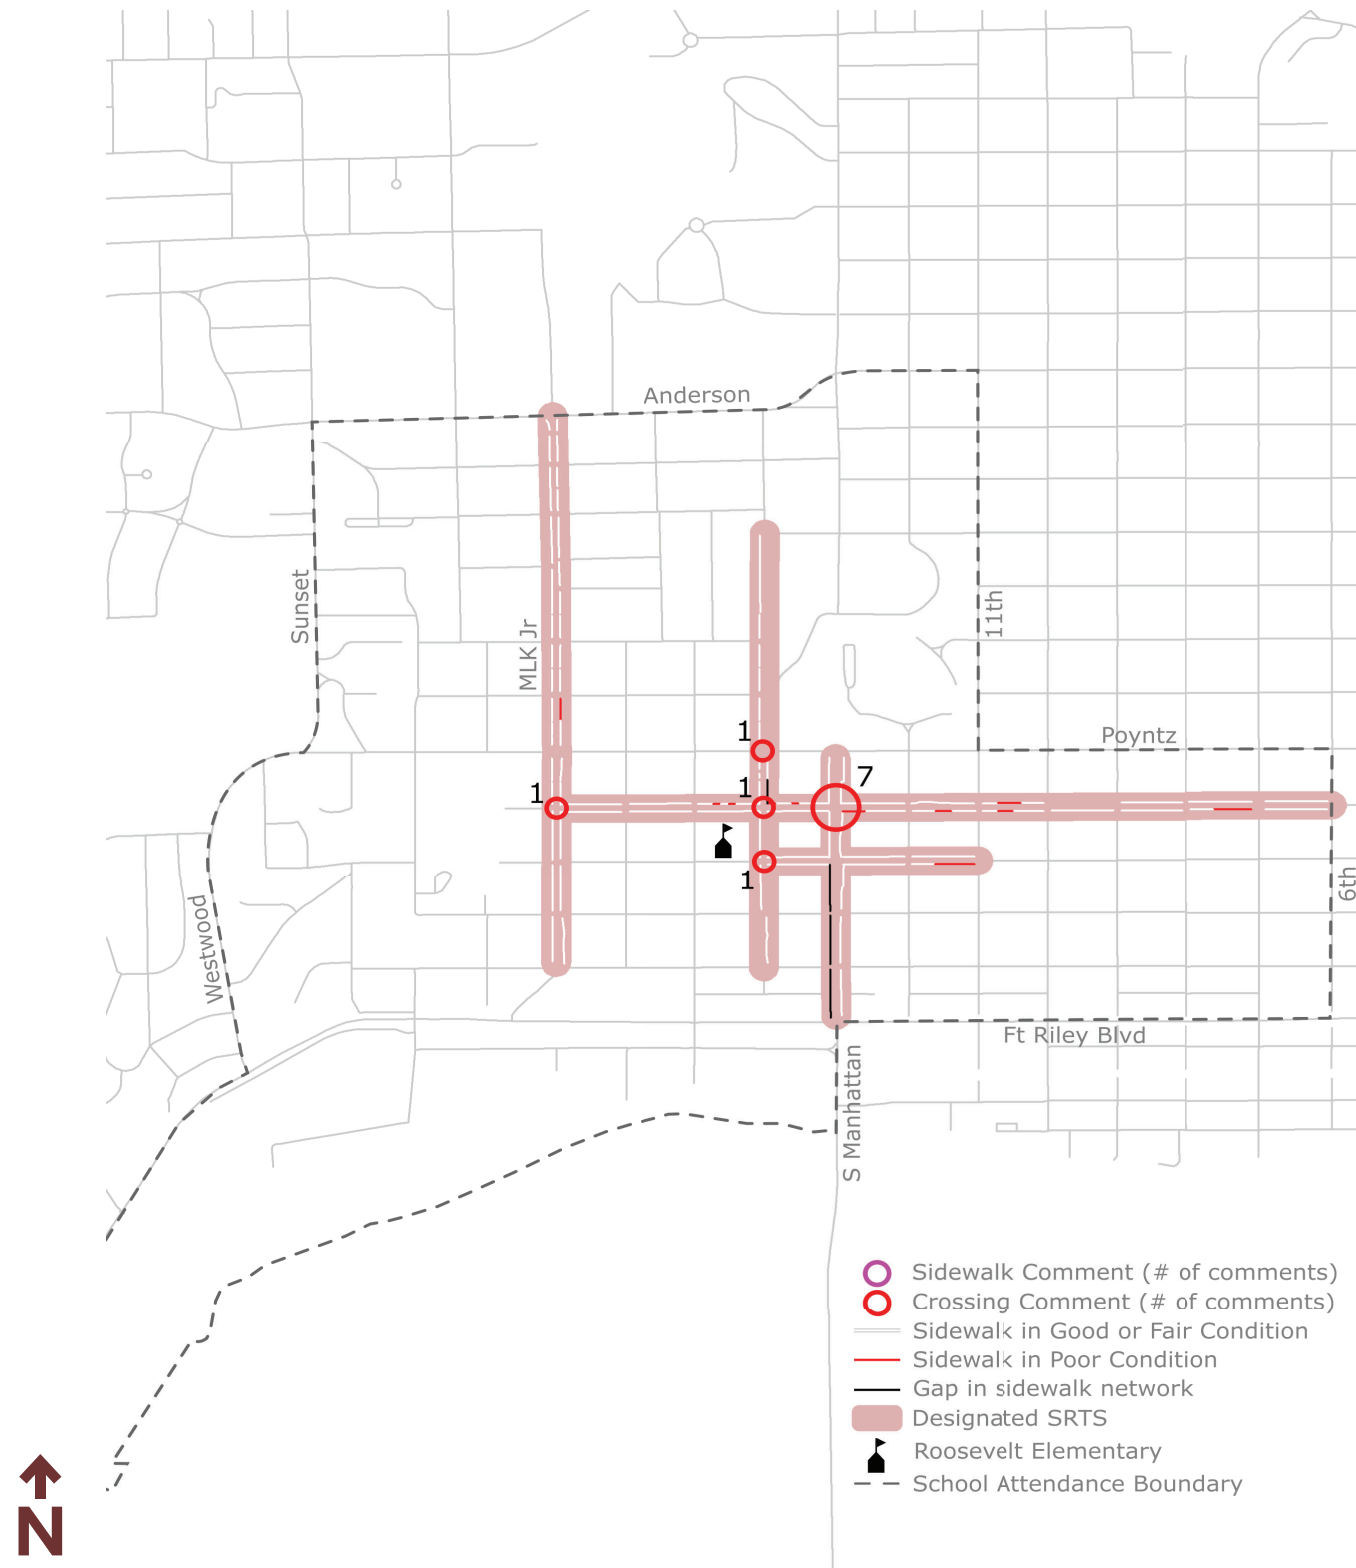 Anderson
Sunset
MLK Jr
11th
1
Poyntz
7
1
1
1
6th
Westwood
Ft Riley Blvd
S Manhattan
Sidewalk Comment (# of comments)
Crossing Comment (# of comments)
Sidewalk in Good or Fair Condition
Sidewalk in Poor Condition
Gap in sidewalk network
Designated SRTS
Roosevelt Elementary
School Attendance Boundary
N